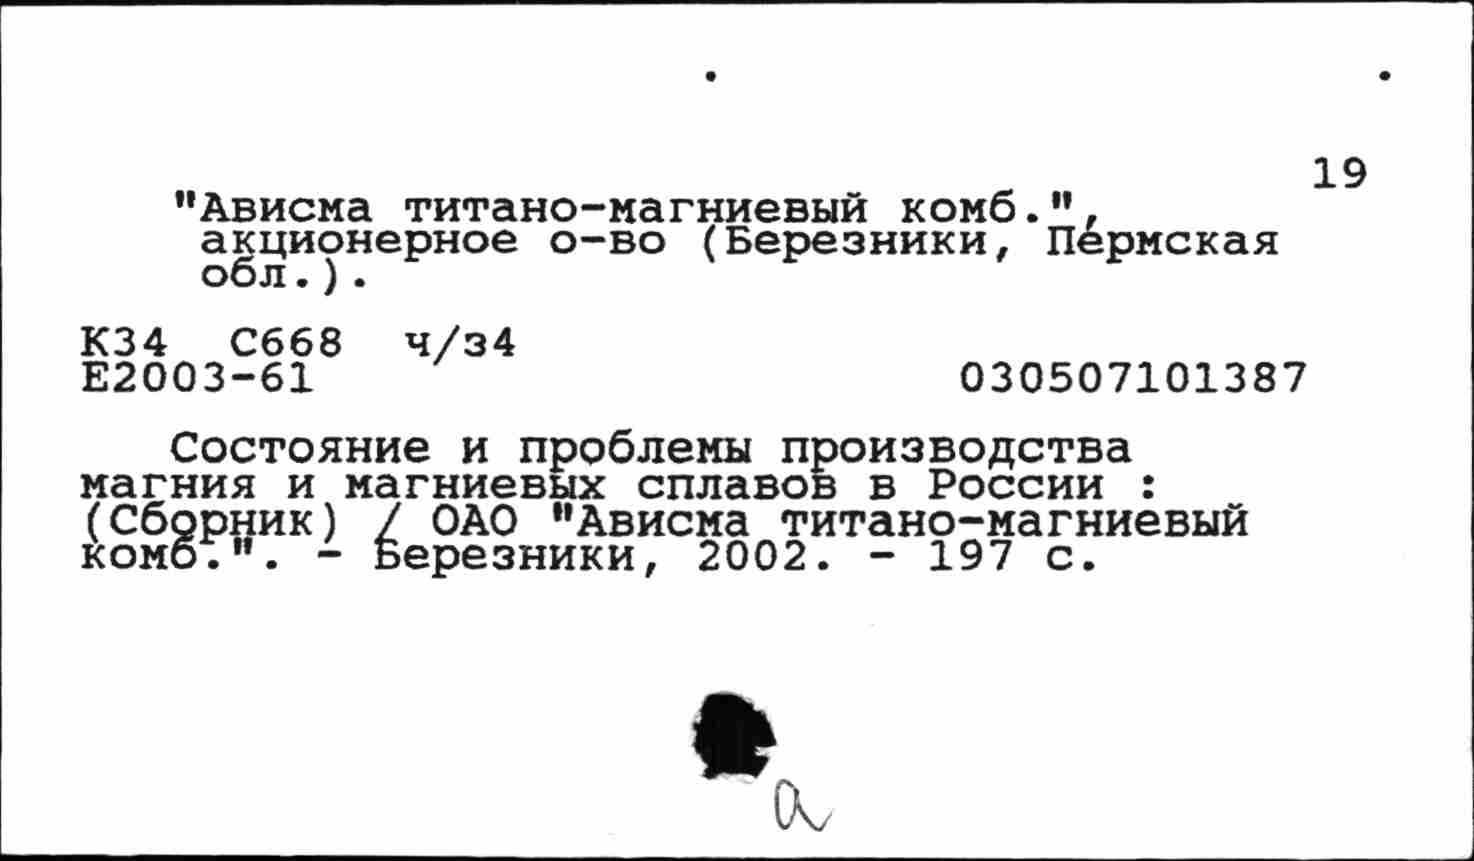 19
"Ависма титано-магниевый комб.",
акционерное о-во (Березники, Пермская
обл.).
К34 С668 ч/з4
Е2003-61 030507101387
Состояние и проблемы производства
магния и магниевых сплавов в России :
(Сборник) / ОАО "Ависма титано-магниевый
комб.". - Березники, 2002. - 197 с.
а